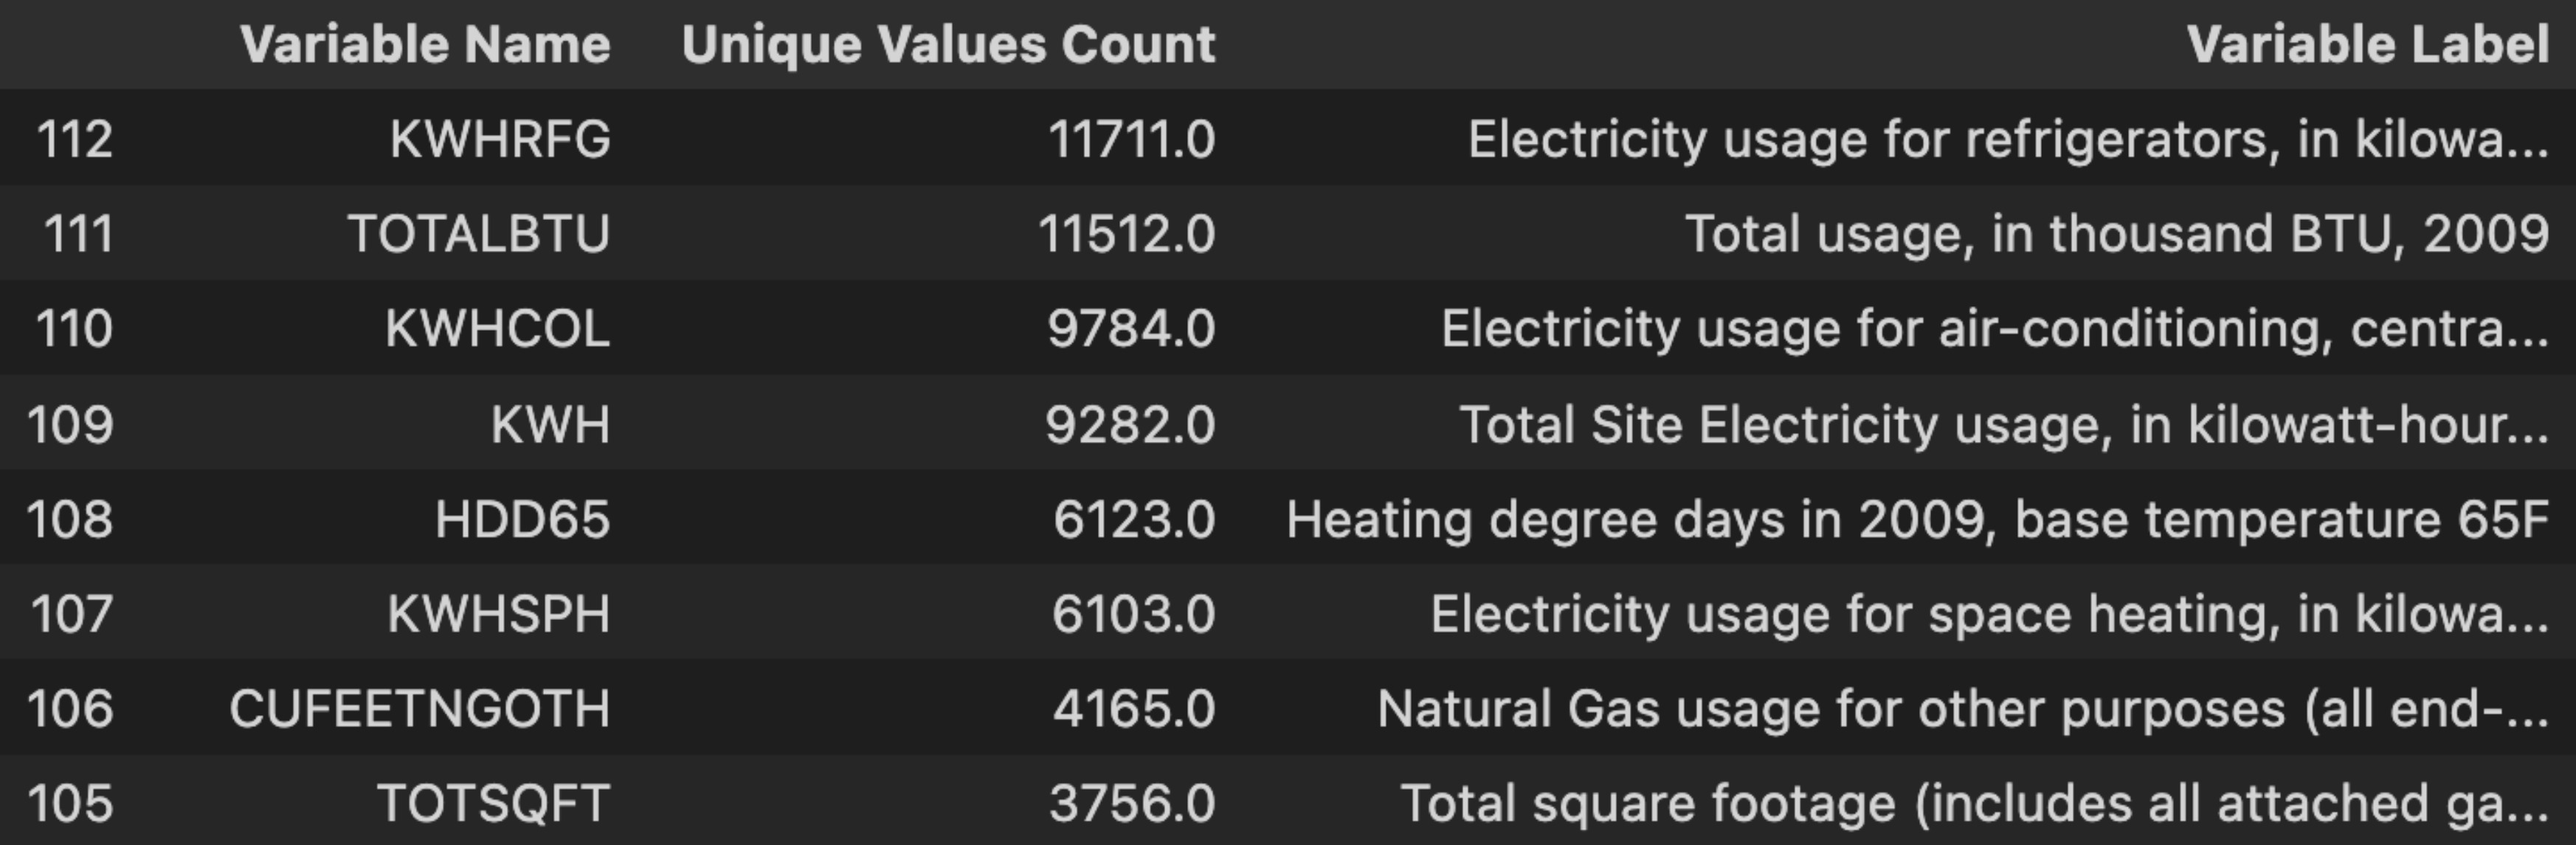 Variable Name Unique Values Count Variable Label
112 KWHRFG 11711.0 Electricity usage for refrigerators, in kilowa...
111 TOTALBTU 11512.0 Total usage, in thousand BTU, 2009
110 KWHCOL 9784.0 Electricity usage for air-conditioning, centra...
109 KWH 9282.0 Total Site Electricity usage, in kilowatt-hour...
108 HDD65 6123.0 Heating degree days in 2009, base temperature 65F
107 KWHSPH 6103.0 Electricity usage for space heating, in kilowa...
106 CUFEETNGOTH 4165.0 Natural Gas usage for other purposes (all end-...
105 TOTSQFT 3756.0 Total square footage (includes all attached ga...